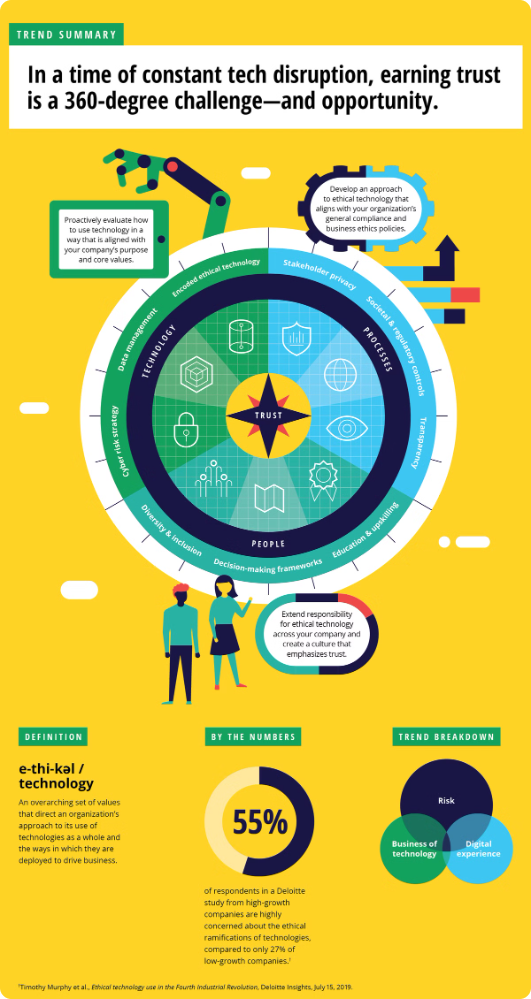 TREND SUMMARY
In a time of constant tech disruption, earning trust
is a 360-degree challenge—and opportunity.
Proactively evaluate how
to use technology in a
way that is aligned with
your company's purpose
and core values.
Develop an approach
to ethical technology that
aligns with your organization's
general compliance and
business ethics policies.
Encoded ethical technology
Stakeholder privacy
Data management
Societal & regulatory controls
TECHNOLOGY
PROCESSES
TRUST
Cyber risk strategy
Transparency
PEOPLE
Diversity & inclusion
Decision-making frameworks
Education & upskilling
Extend responsibility
for ethical technology
across your company and
create a culture that
emphasizes trust.
DEFINITION
e-thi-kəl /
technology
An overarching set of values
that direct an organization's
approach to its use of
technologies as a whole and
the ways in which they are
deployed to drive business.
BY THE NUMBERS
55%
of respondents in a Deloitte
study from high-growth
companies are highly
concerned about the ethical
ramifications of technologies,
compared to only 27% of
low-growth companies.¹
TREND BREAKDOWN
Risk
Business of
technology
Digital
experience
¹Timothy Murphy et al., Ethical technology use in the Fourth Industrial Revolution, Deloitte Insights, July 15, 2019.